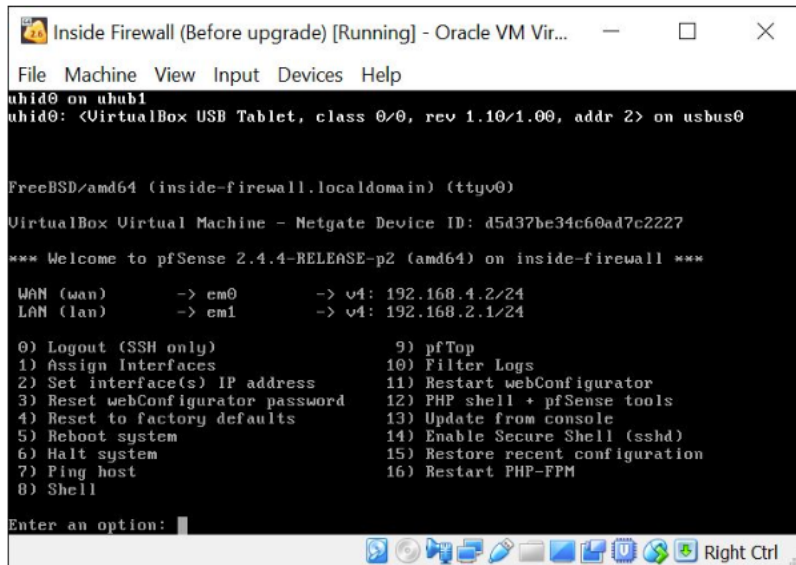 Inside Firewall (Before upgrade) [Running] - Oracle VM Vir...
File Machine View Input Devices Help
uhid0 on uhub1
uhid0: <VirtualBox USB Tablet, class 0/0, rev 1.10/1.00, addr 2> on usbus0
FreeBSD/amd64 (inside-firewall.localdomain) (ttyv0)
VirtualBox Virtual Machine - Netgate Device ID: d5d37be34c60ad7c2227
*** Welcome to pfSense 2.4.4-RELEASE-p2 (amd64) on inside-firewall ***
WAN (wan) -> em0 -> v4: 192.168.4.2/24
LAN (lan) -> em1 -> v4: 192.168.2.1/24
0) Logout (SSH only) 9) pfTop
1) Assign Interfaces 10) Filter Logs
2) Set interface(s) IP address 11) Restart webConfigurator
3) Reset webConfigurator password 12) PHP shell + pfSense tools
4) Reset to factory defaults 13) Update from console
5) Reboot system 14) Enable Secure Shell (sshd)
6) Halt system 15) Restore recent configuration
7) Ping host 16) Restart PHP-FPM
8) Shell
Enter an option:
Right Ctrl